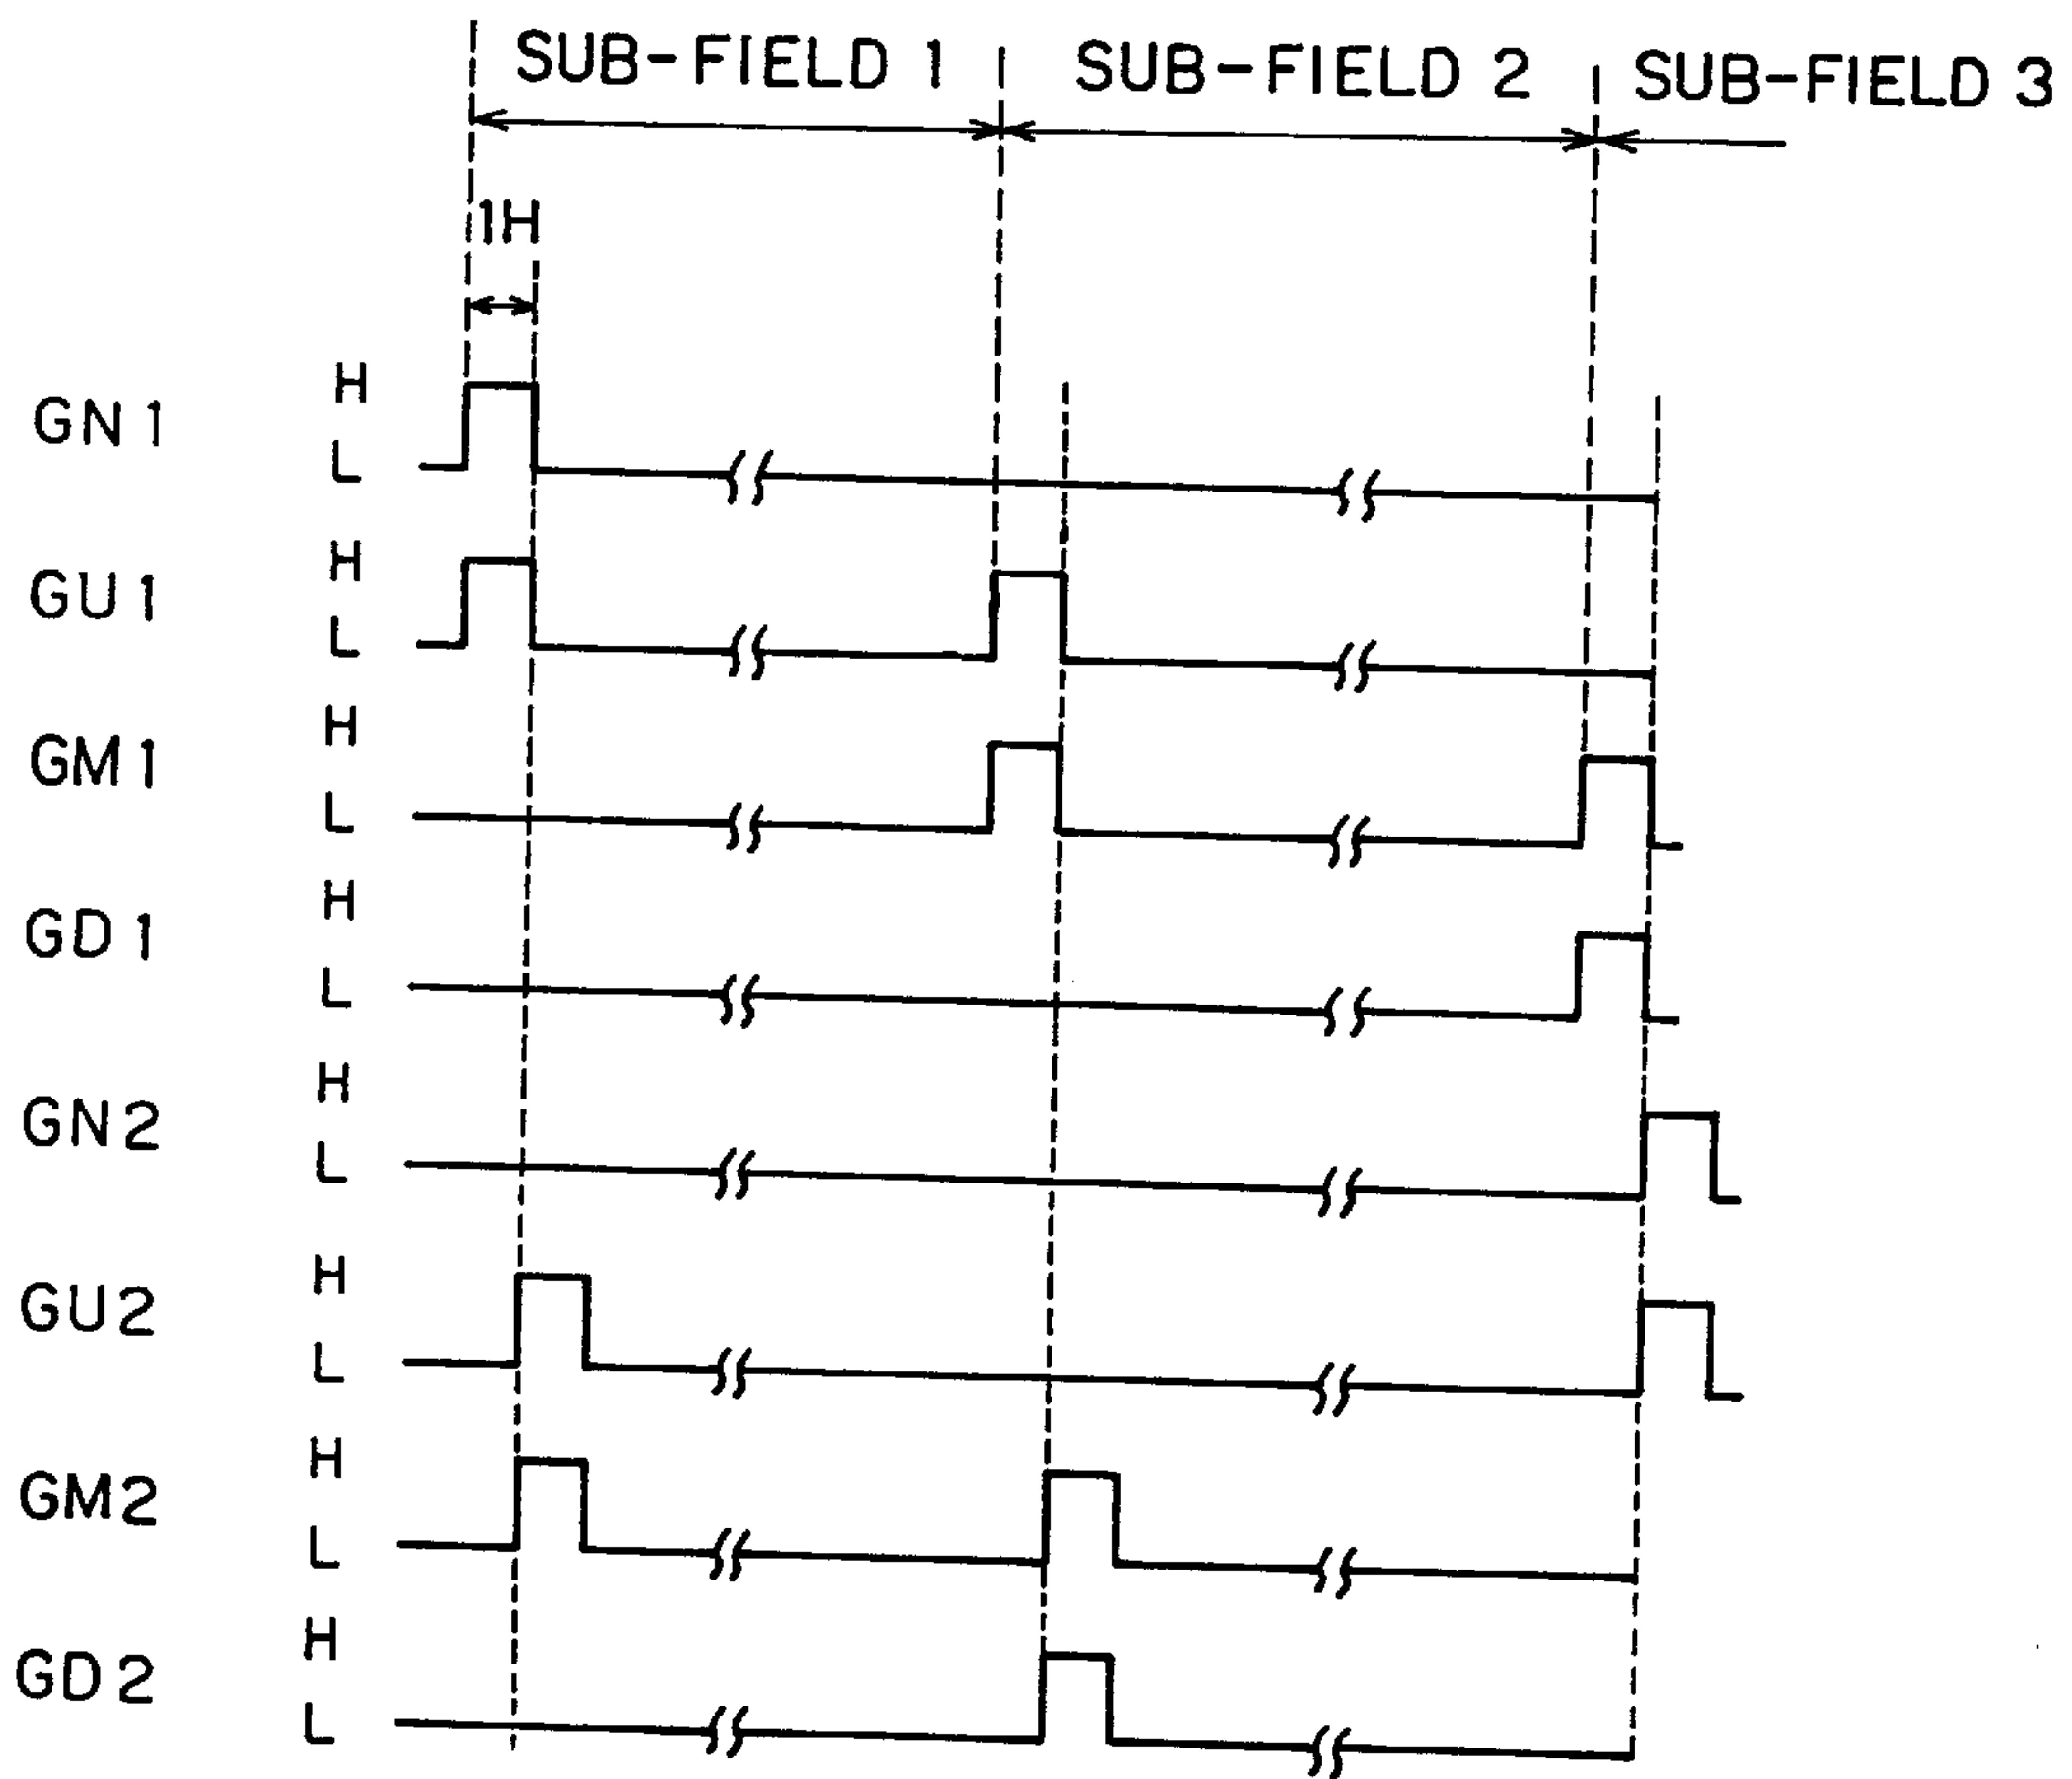 SUB-FIELD 1 SUB-FIELD 2 SUB-FIELD 3
1H
GN1 H L
GU1 H L
GM1 H L
GD1 H L
GN2 H L
GU2 H L
GM2 H L
GD2 H L